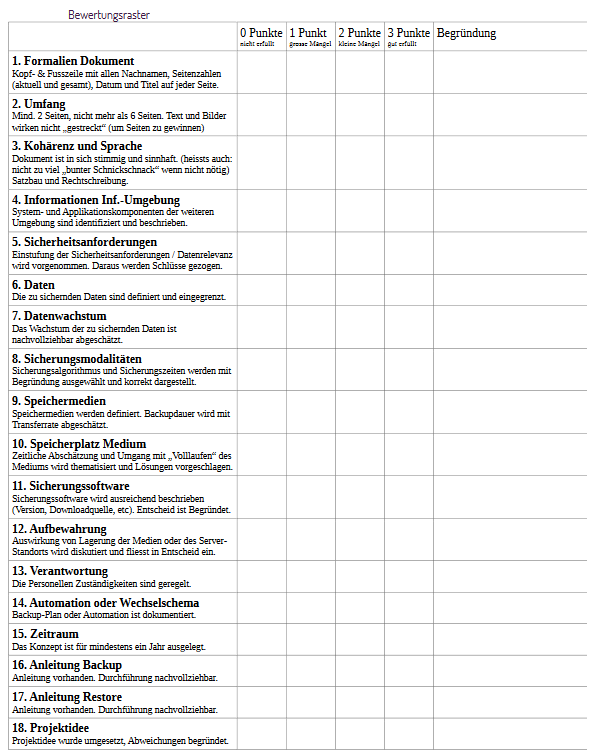 Bewertungsraster
0 Punkte 1 Punkt 2 Punkte 3 Punkte Begründung
nicht erfüllt grosse Mängel kleine Mängel gut erfüllt
1. Formalien Dokument
Kopf- & Fusszeile mit allen Nachnamen, Seitenzahlen
(aktuell und gesamt), Datum und Titel auf jeder Seite.
2. Umfang
Mind. 2 Seiten, nicht mehr als 6 Seiten. Text und Bilder
wirken nicht „gestreckt“ (um Seiten zu gewinnen)
3. Kohärenz und Sprache
Dokument ist in sich stimmig und sinnhaft. (heissts auch:
nicht zu viel „bunter Schnickschnack“ wenn nicht nötig)
Satzbau und Rechtschreibung.
4. Informationen Inf.-Umgebung
System- und Applikationskomponenten der weiteren
Umgebung sind identifiziert und beschrieben.
5. Sicherheitsanforderungen
Einstufung der Sicherheitsanforderungen / Datenrelevanz
wird vorgenommen. Daraus werden Schlüsse gezogen.
6. Daten
Die zu sichernden Daten sind definiert und eingegrenzt.
7. Datenwachstum
Das Wachstum der zu sichernden Daten ist
nachvollziehbar abgeschätzt.
8. Sicherungsmodalitäten
Sicherungsalgorithmus und Sicherungszeiten werden mit
Begründung ausgewählt und korrekt dargestellt.
9. Speichermedien
Speichermedien werden definiert. Backupdauer wird mit
Transferrate abgeschätzt.
10. Speicherplatz Medium
Zeitliche Abschätzung und Umgang mit „Volllaufen“ des
Mediums wird thematisiert und Lösungen vorgeschlagen.
11. Sicherungssoftware
Sicherungssoftware wird ausreichend beschrieben
(Version, Downloadquelle, etc). Entscheid ist Begründet.
12. Aufbewahrung
Auswirkung von Lagerung der Medien oder des Server-
Standorts wird diskutiert und fliesst in Entscheid ein.
13. Verantwortung
Die Personellen Zuständigkeiten sind geregelt.
14. Automation oder Wechselschema
Backup-Plan oder Automation ist dokumentiert.
15. Zeitraum
Das Konzept ist für mindestens ein Jahr ausgelegt.
16. Anleitung Backup
Anleitung vorhanden. Durchführung nachvollziehbar.
17. Anleitung Restore
Anleitung vorhanden. Durchführung nachvollziehbar.
18. Projektidee
Projektidee wurde umgesetzt, Abweichungen begründet.